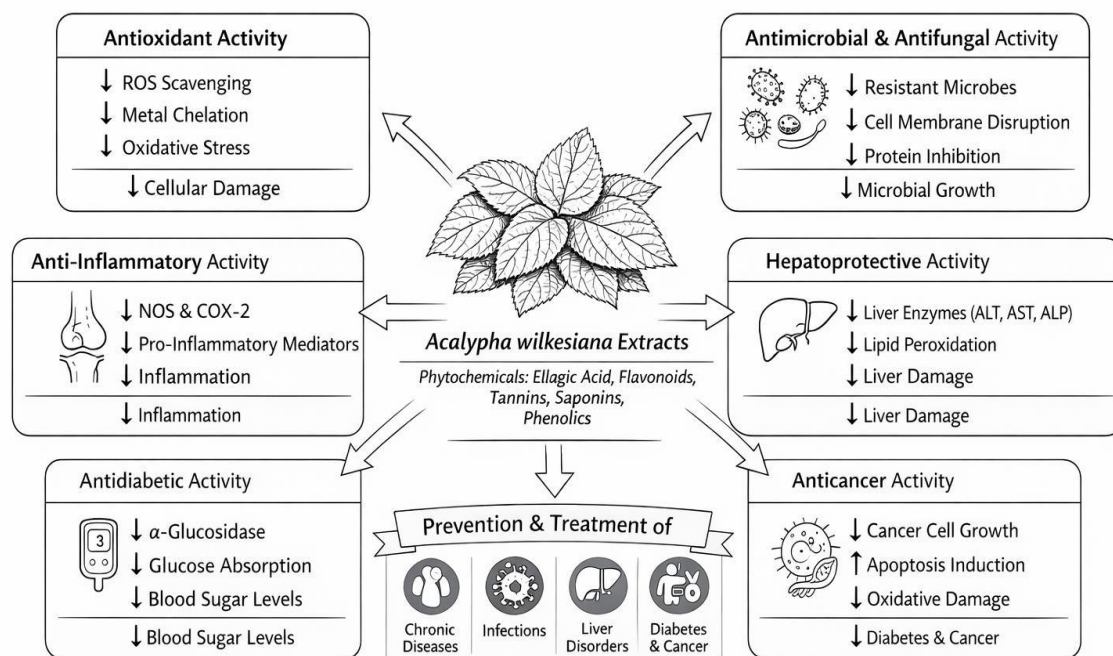 Antioxidant Activity
↓ ROS Scavenging
↓ Metal Chelation
↓ Oxidative Stress
↓ Cellular Damage
Antimicrobial & Antifungal Activity
↓ Resistant Microbes
↓ Cell Membrane Disruption
↓ Protein Inhibition
↓ Microbial Growth
Anti-Inflammatory Activity
↓ NOS & COX-2
↓ Pro-Inflammatory Mediators
↓ Inflammation
↓ Inflammation
Acalypha wilkesiana Extracts
Phytochemicals: Ellagic Acid, Flavonoids,
Tannins, Saponins,
Phenolics
Hepatoprotective Activity
↓ Liver Enzymes (ALT, AST, ALP)
↓ Lipid Peroxidation
↓ Liver Damage
↓ Liver Damage
Antidiabetic Activity
3
↓ α-Glucosidase
↓ Glucose Absorption
↓ Blood Sugar Levels
↓ Blood Sugar Levels
Prevention & Treatment of
Chronic
Diseases
Infections
Liver
Disorders
Diabetes
& Cancer
Anticancer Activity
↓ Cancer Cell Growth
↑ Apoptosis Induction
↓ Oxidative Damage
↓ Diabetes & Cancer